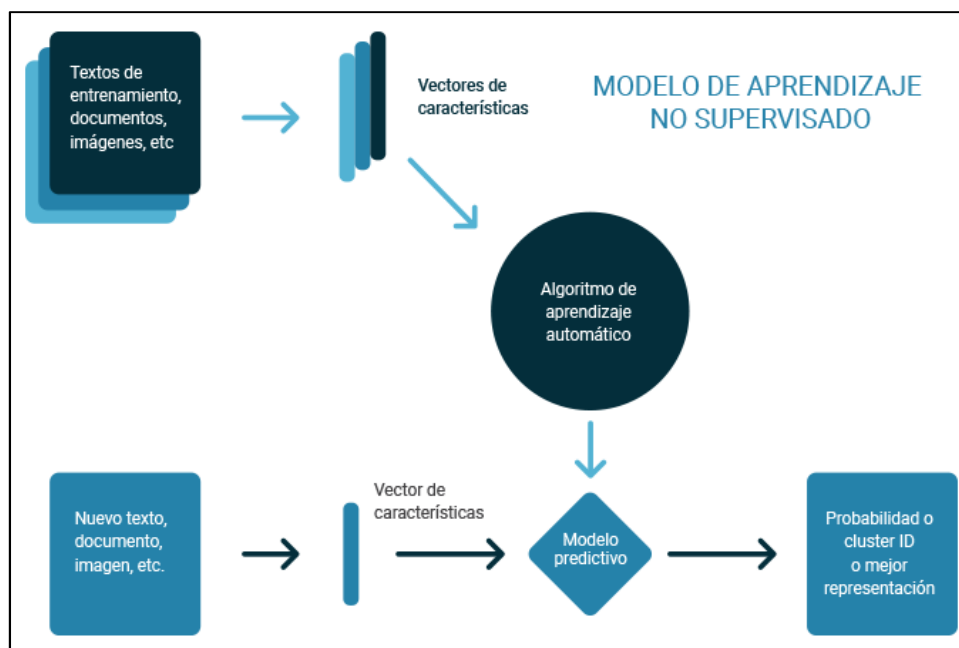 Textos de
entrenamiento,
documentos,
imágenes, etc
Vectores de
característíficas
MODELO DE APRENDIZAJE
NO SUPERVISADO
Algoritmo de
aprendizaje
automático
Nuevo texto,
documento,
imagen, etc.
Vector de
características
Modelo
predictivo
Probabilidad o
cluster ID
o mejor
representación